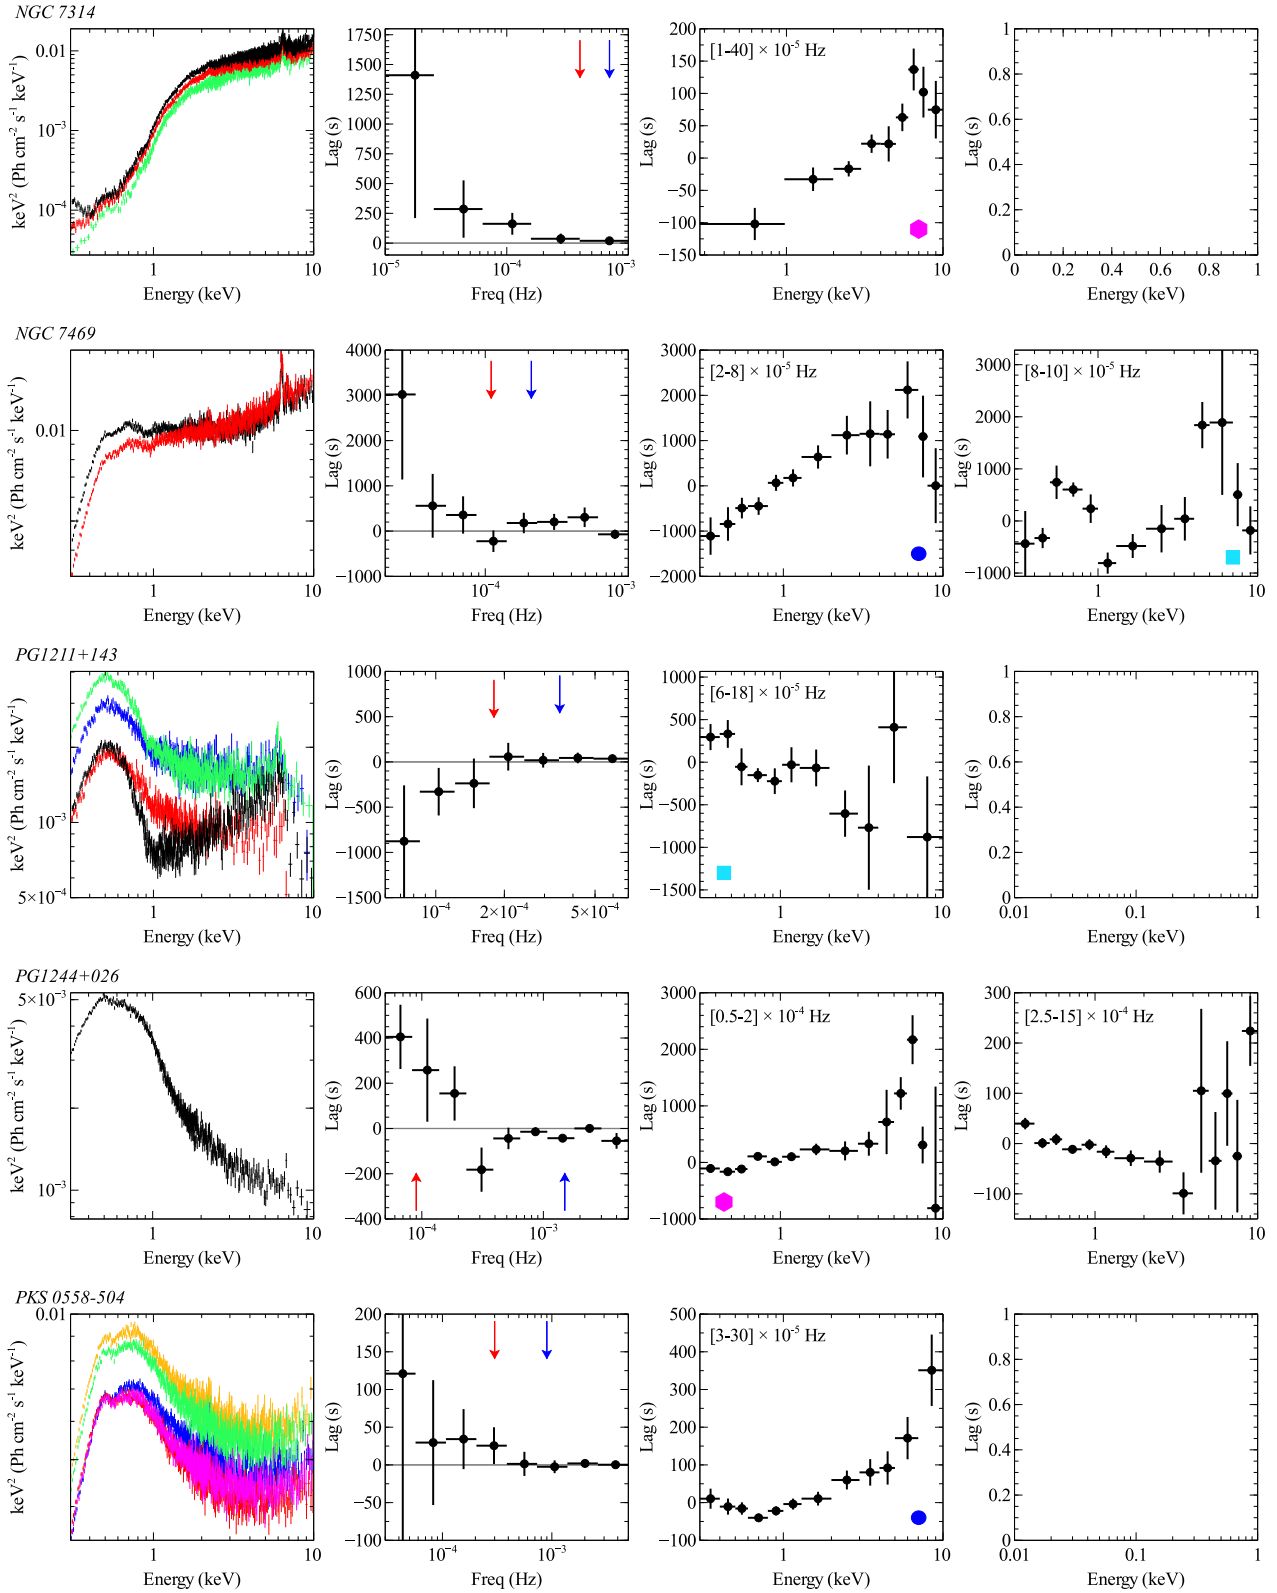 NGC 7314
keV² (Ph cm⁻² s⁻¹ keV⁻¹)
0.01
10⁻³
10⁻⁴
1
10
Energy (keV)
Lag (s)
1750
1500
1250
1000
750
500
250
0
10⁻⁵
10⁻⁴
10⁻³
Freq (Hz)
[1-40] × 10⁻⁵ Hz
Lag (s)
200
150
100
50
0
−50
−100
−150
1
10
Energy (keV)
Lag (s)
1
0.8
0.6
0.4
0.2
0
0
0.2
0.4
0.6
0.8
1
Energy (keV)
NGC 7469
keV² (Ph cm⁻² s⁻¹ keV⁻¹)
0.01
1
10
Energy (keV)
Lag (s)
4000
3000
2000
1000
0
−1000
10⁻⁴
10⁻³
Freq (Hz)
[2-8] × 10⁻⁵ Hz
Lag (s)
3000
2000
1000
0
−1000
−2000
1
10
Energy (keV)
[8-10] × 10⁻⁵ Hz
Lag (s)
3000
2000
1000
0
−1000
1
10
Energy (keV)
PG1211+143
keV² (Ph cm⁻² s⁻¹ keV⁻¹)
10⁻³
5×10⁻⁴
1
10
Energy (keV)
Lag (s)
1000
500
0
−500
−1000
−1500
10⁻⁴
2×10⁻⁴
5×10⁻⁴
Freq (Hz)
[6-18] × 10⁻⁵ Hz
Lag (s)
1000
500
0
−500
−1000
−1500
1
10
Energy (keV)
Lag (s)
1
0.8
0.6
0.4
0.2
0
0.01
0.1
1
Energy (keV)
PG1244+026
keV² (Ph cm⁻² s⁻¹ keV⁻¹)
5×10⁻³
10⁻³
1
10
Energy (keV)
Lag (s)
600
400
200
0
−200
−400
10⁻⁴
10⁻³
Freq (Hz)
[0.5-2] × 10⁻⁴ Hz
Lag (s)
3000
2000
1000
0
−1000
1
10
Energy (keV)
[2.5-15] × 10⁻⁴ Hz
Lag (s)
300
200
100
0
−100
1
10
Energy (keV)
PKS 0558-504
keV² (Ph cm⁻² s⁻¹ keV⁻¹)
0.01
1
10
Energy (keV)
Lag (s)
200
150
100
50
0
−50
−100
10⁻⁴
10⁻³
Freq (Hz)
[3-30] × 10⁻⁵ Hz
Lag (s)
500
400
300
200
100
0
−100
1
10
Energy (keV)
Lag (s)
1
0.8
0.6
0.4
0.2
0
0.01
0.1
1
Energy (keV)